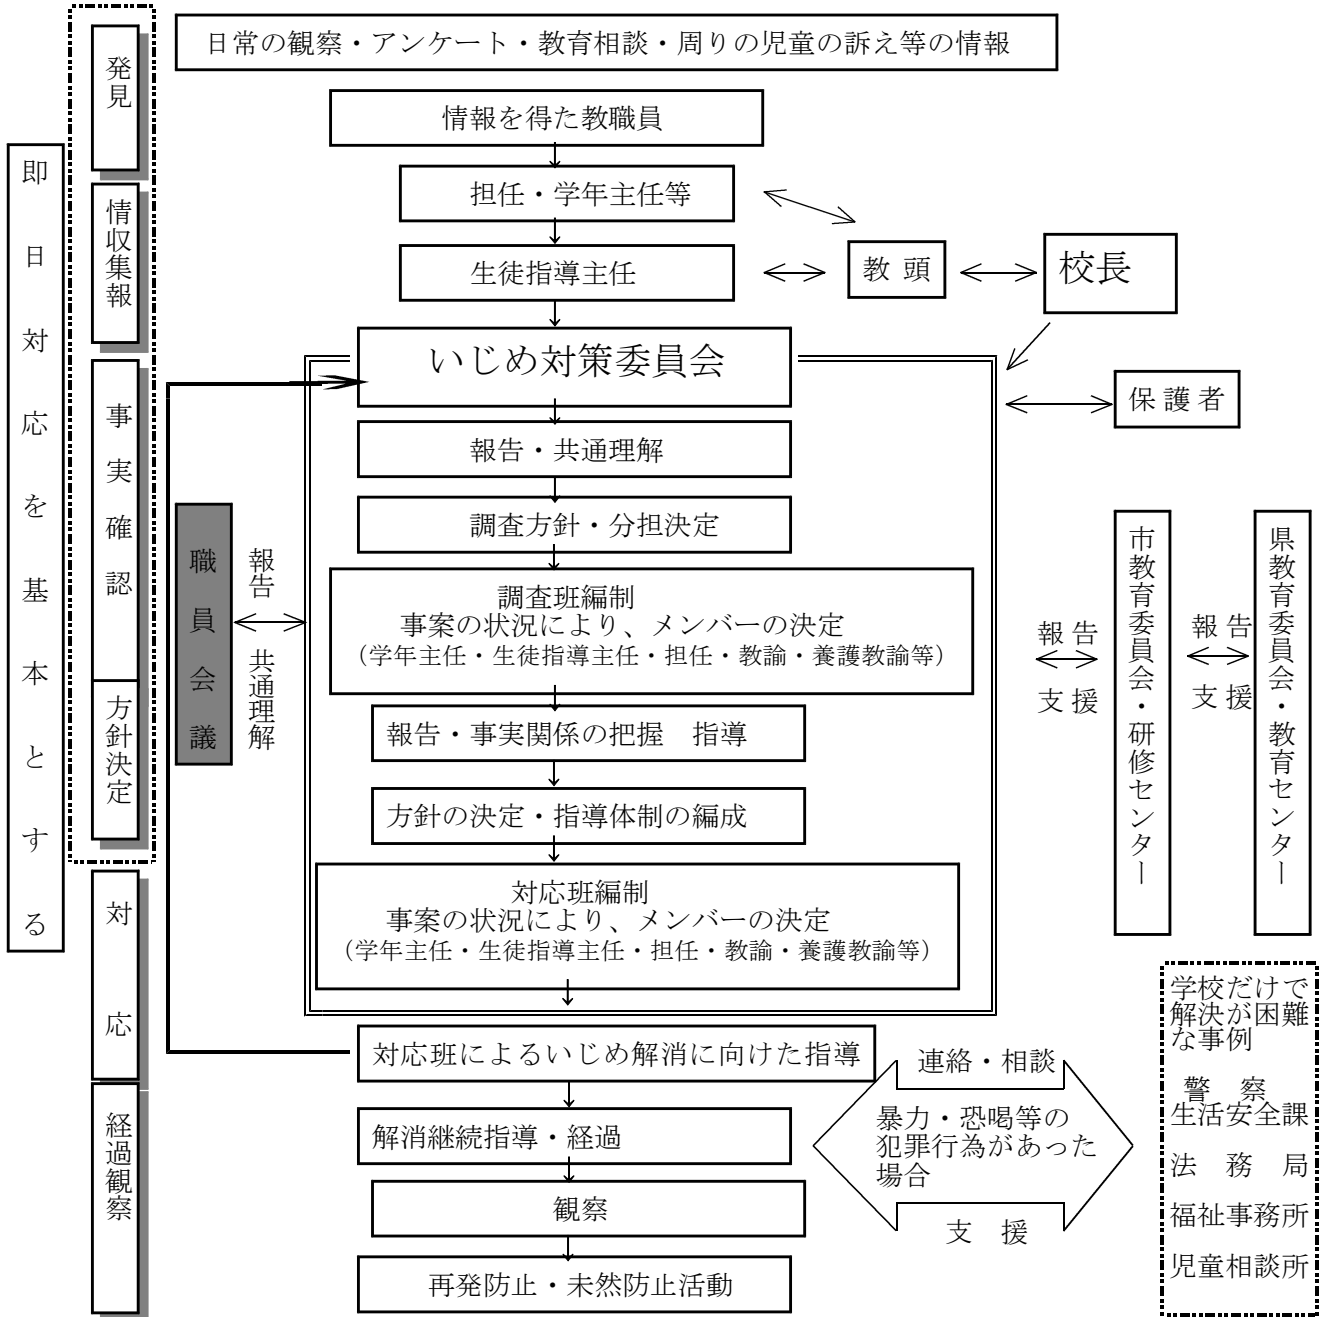 日常の観察・アンケート・教育相談・周りの児童の訴え等の情報
発見
情報を得た教職員
即日対応を基本とする
担任・学年主任等
情収集報
生徒指導主任
教頭
校長
いじめ対策委員会
保護者
事実確認
報告・共通理解
調査方針・分担決定
職員会議
報告
共通理解
調査班編制
事案の状況により、メンバーの決定
（学年主任・生徒指導主任・担任・教諭・養護教諭等）
報告
支援
市教育委員会・研修センター
報告
支援
県教育委員会・教育センター
方針決定
報告・事実関係の把握　指導
方針の決定・指導体制の編成
対応
対応班編制
事案の状況により、メンバーの決定
（学年主任・生徒指導主任・担任・教諭・養護教諭等）
対応班によるいじめ解消に向けた指導
経過観察
解消継続指導・経過
観察
再発防止・未然防止活動
連絡・相談
暴力・恐喝等の
犯罪行為があった
場合
支　援
学校だけで
解決が困難
な事例
警　察
生活安全課
法　務　局
福祉事務所
児童相談所